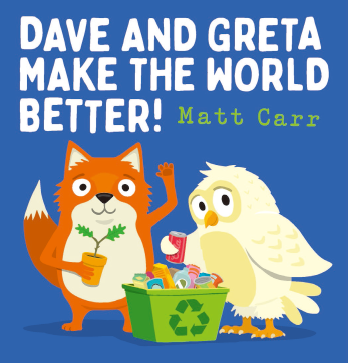 DAVE AND GRETA
MAKE THE WORLD
BETTER!
Matt Carr